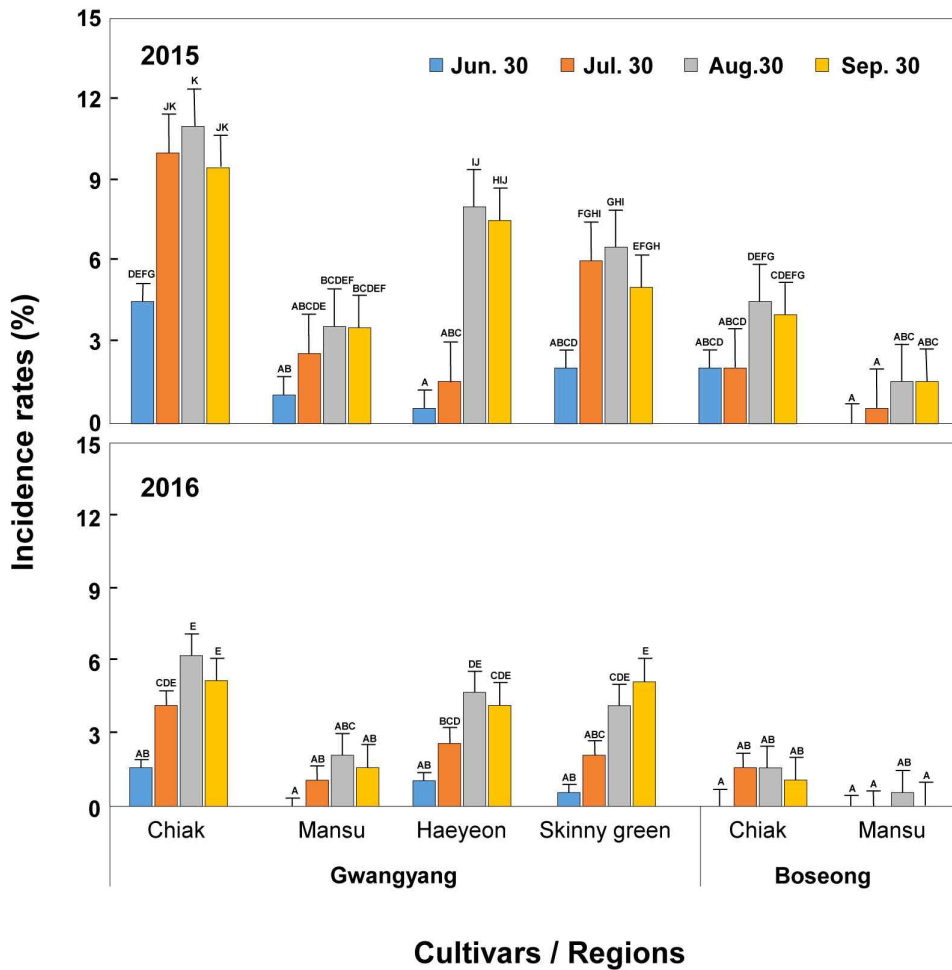 15
2015
Jun. 30 Jul. 30 Aug.30 Sep. 30
12
9
6
3
0
DEFG JK K JK
AB ABCDE BCDEF BCDEF
A ABC IJ HIJ
ABCD FGHI GHI EFGH
ABCD ABCD DEFG CDEFG
A A ABC ABC
Incidence rates (%)
15
2016
12
9
6
3
0
AB CDE E E
A AB ABC AB
AB BCD DE CDE
AB ABC CDE E
A AB AB AB
A A AB A
Chiak Mansu Haeyeon Skinny green Chiak Mansu
Gwangyang Boseong
Cultivars / Regions